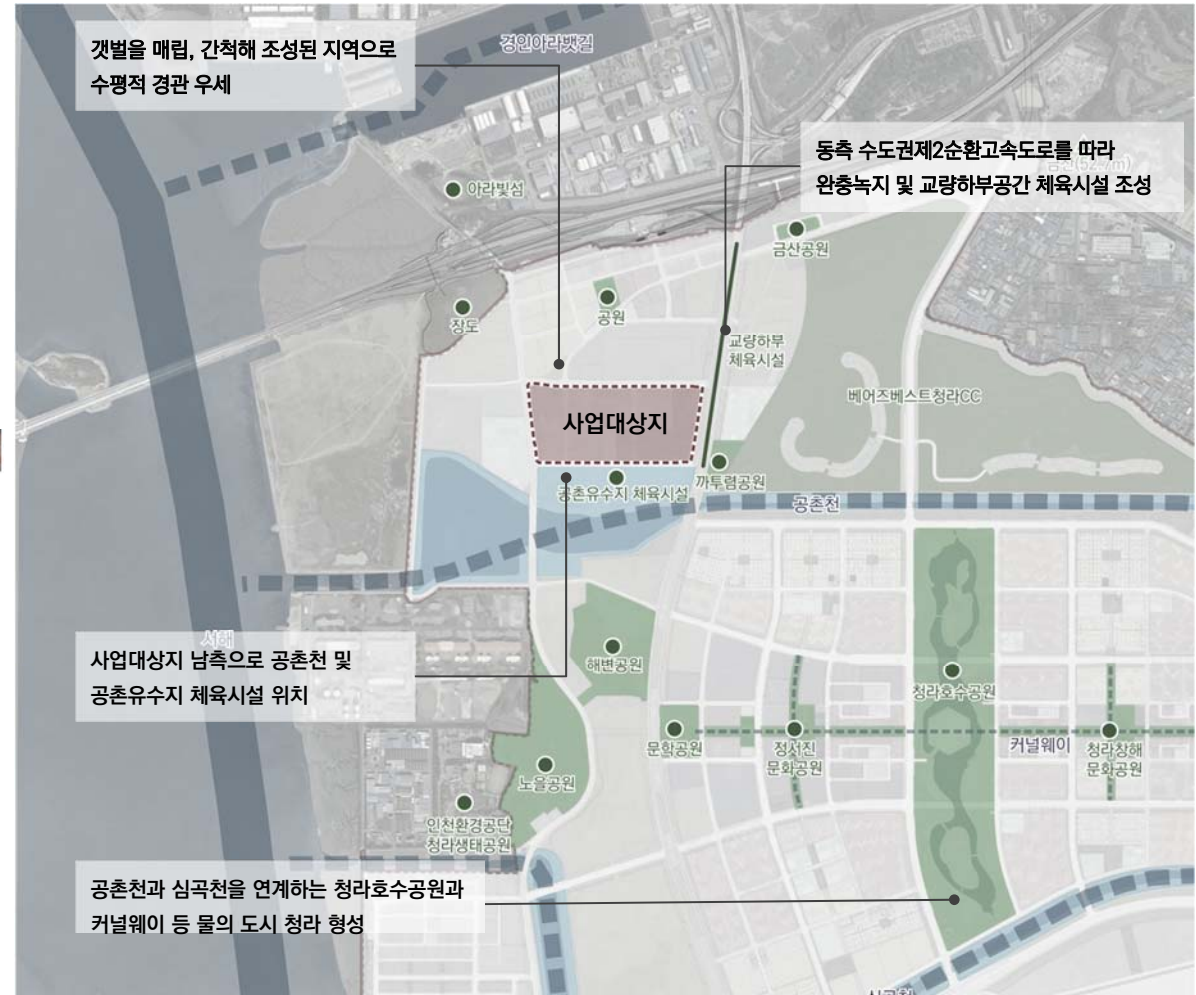 갯벌을 매립, 간척해 조성된 지역으로
수평적 경관 우세
경인아라뱃길
동측 수도권제2순환고속도로를 따라
완충녹지 및 교량하부공간 체육시설 조성
아라빛섬
금산공원
장도
공원
교량하부
체육시설
베어즈베스트청라CC
사업대상지
공촌유수지 체육시설
까투렴공원
공촌천
서해
사업대상지 남측으로 공촌천 및
공촌유수지 체육시설 위치
해변공원
청라호수공원
문학공원
정서진
문화공원
커널웨이
청라창해
문화공원
노을공원
인천환경공단
청라생태공원
공촌천과 심곡천을 연계하는 청라호수공원과
커널웨이 등 물의 도시 청라 형성